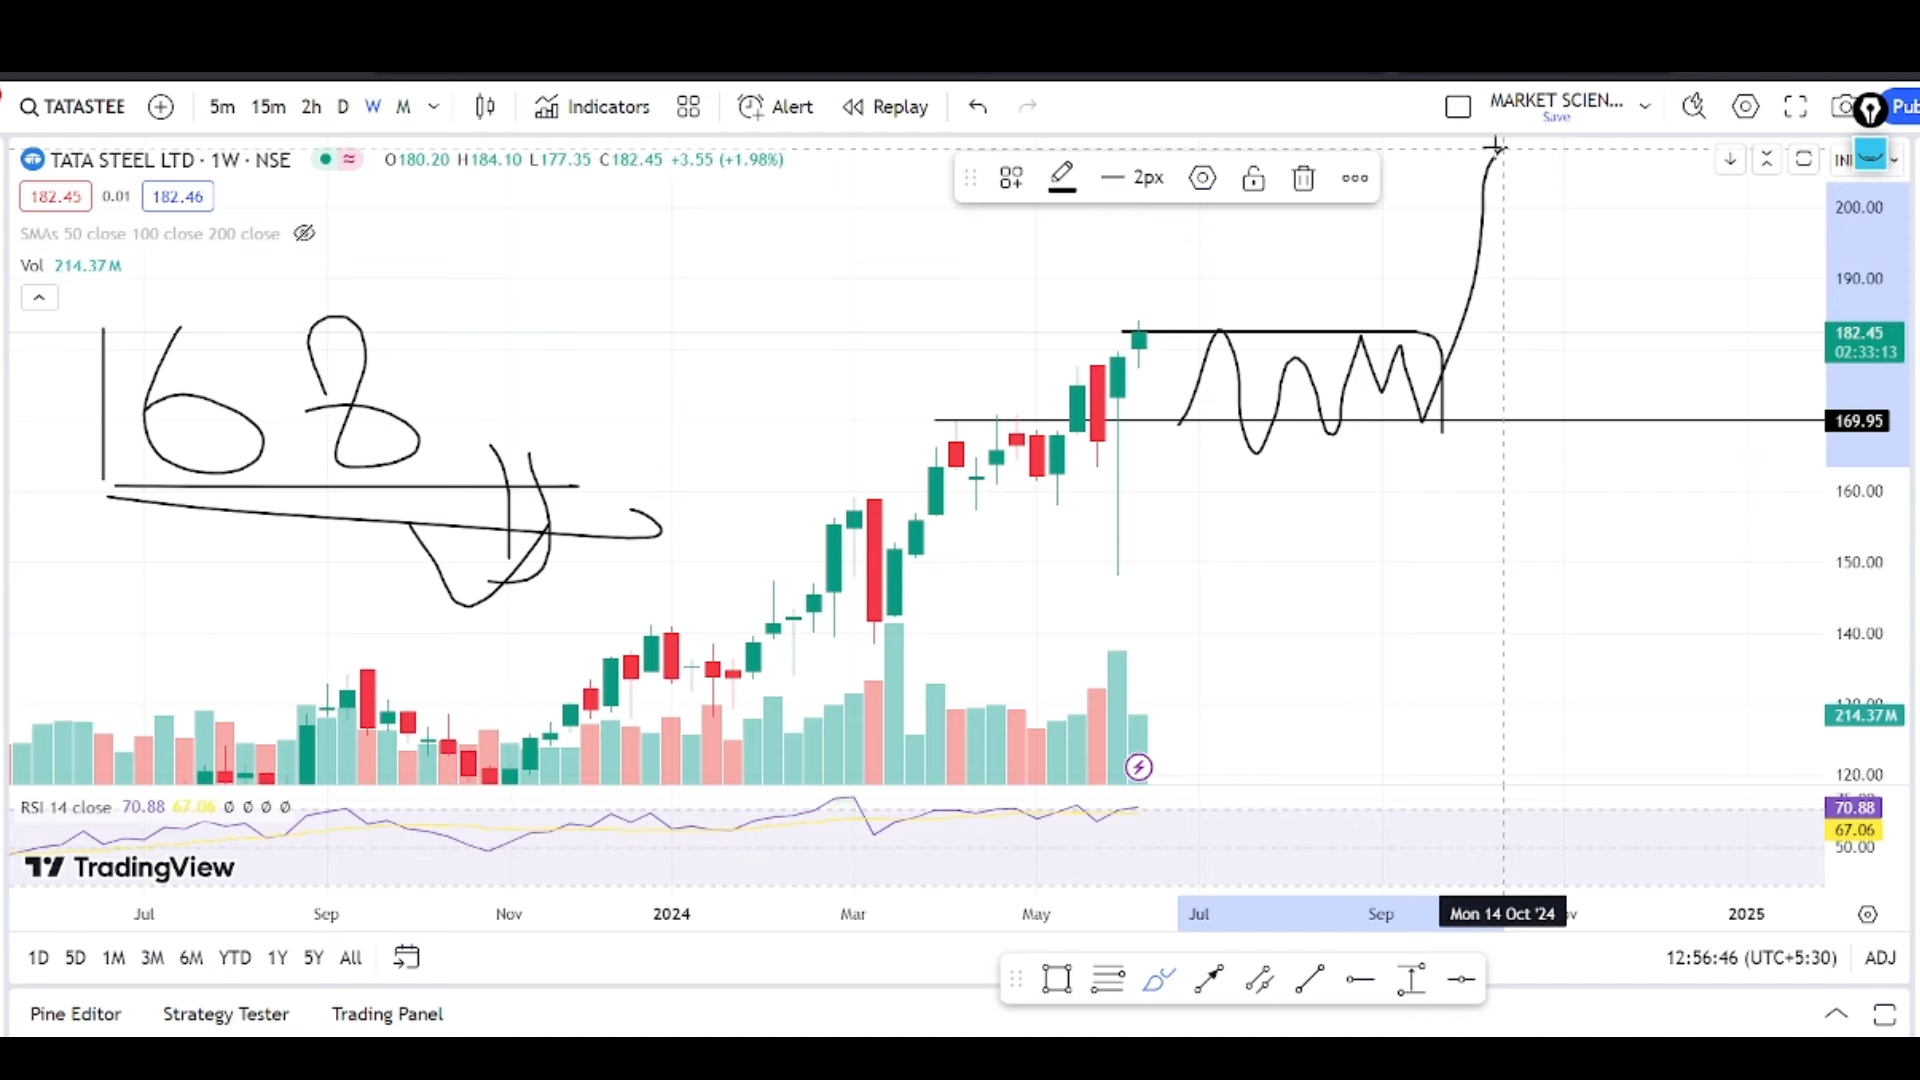 TATASTEE 5m 15m 2h D W M Indicators Alert Replay MARKET SCIEN... Save Pub
TATA STEEL LTD · 1W · NSE O180.20 H184.10 L177.35 C182.45 +3.55 (+1.98%)
2px
182.45 0.01 182.46
SMAs 50 close 100 close 200 close
Vol 214.37M
168
200.00
190.00
182.45
02:33:13
169.95
160.00
150.00
140.00
214.37M
120.00
RSI 14 close 70.88 67.06 Ø Ø Ø Ø
70.88
67.06
50.00
TradingView
Jul Sep Nov 2024 Mar May Jul Sep Mon 14 Oct '24 2025
1D 5D 1M 3M 6M YTD 1Y 5Y All 12:56:46 (UTC+5:30) ADJ
Pine Editor Strategy Tester Trading Panel